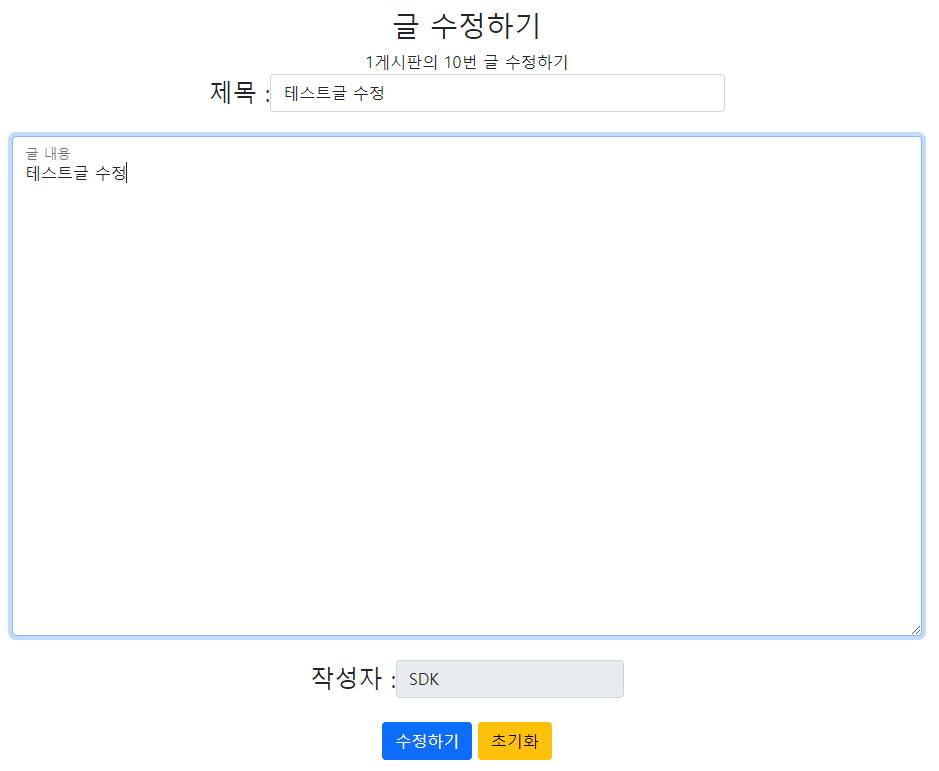 글 수정하기
1게시판의 10번 글 수정하기
제목 : 테스트글 수정
글 내용
테스트글 수정
작성자 : SDK
수정하기 초기화